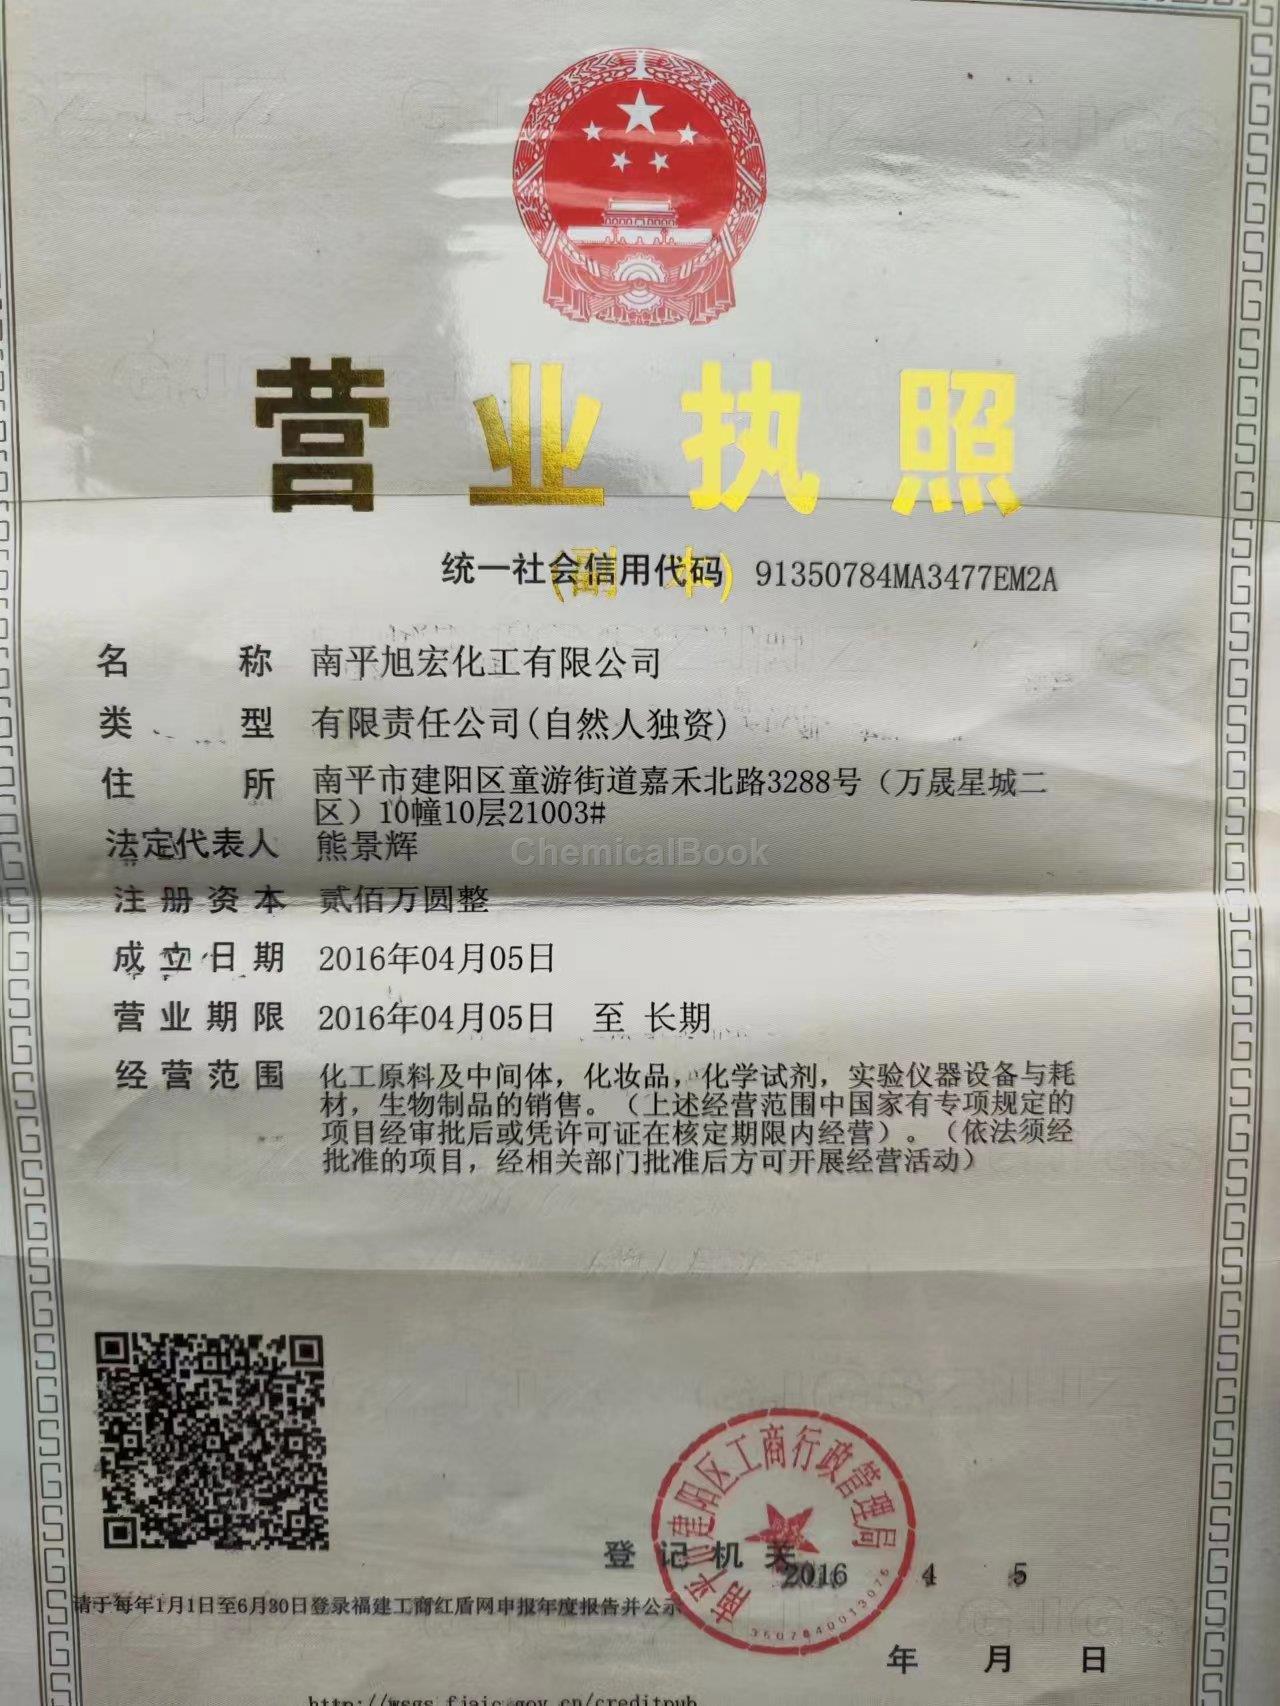 营业执照
(副 本)
统一社会信用代码 91350784MA3477EM2A
名 称 南平旭宏化工有限公司
类 型 有限责任公司(自然人独资)
住 所 南平市建阳区童游街道嘉禾北路3288号（万晟星城二
区）10幢10层21003#
法定代表人 熊景辉
ChemicalBook
注册资本 贰佰万圆整
成立日期 2016年04月05日
营业期限 2016年04月05日 至 长期
经营范围 化工原料及中间体，化妆品，化学试剂，实验仪器设备与耗
材，生物制品的销售。（上述经营范围中国家有专项规定的
项目经审批后或凭许可证在核定期限内经营）。（依法须经
批准的项目，经相关部门批准后方可开展经营活动）
南平市建阳区工商行政管理局
登记机关
2016 4 5
年 月 日
请于每年1月1日至6月30日登录福建工商红盾网申报年度报告并公示
http://wsgs.fjaic.gov.cn/creditpub